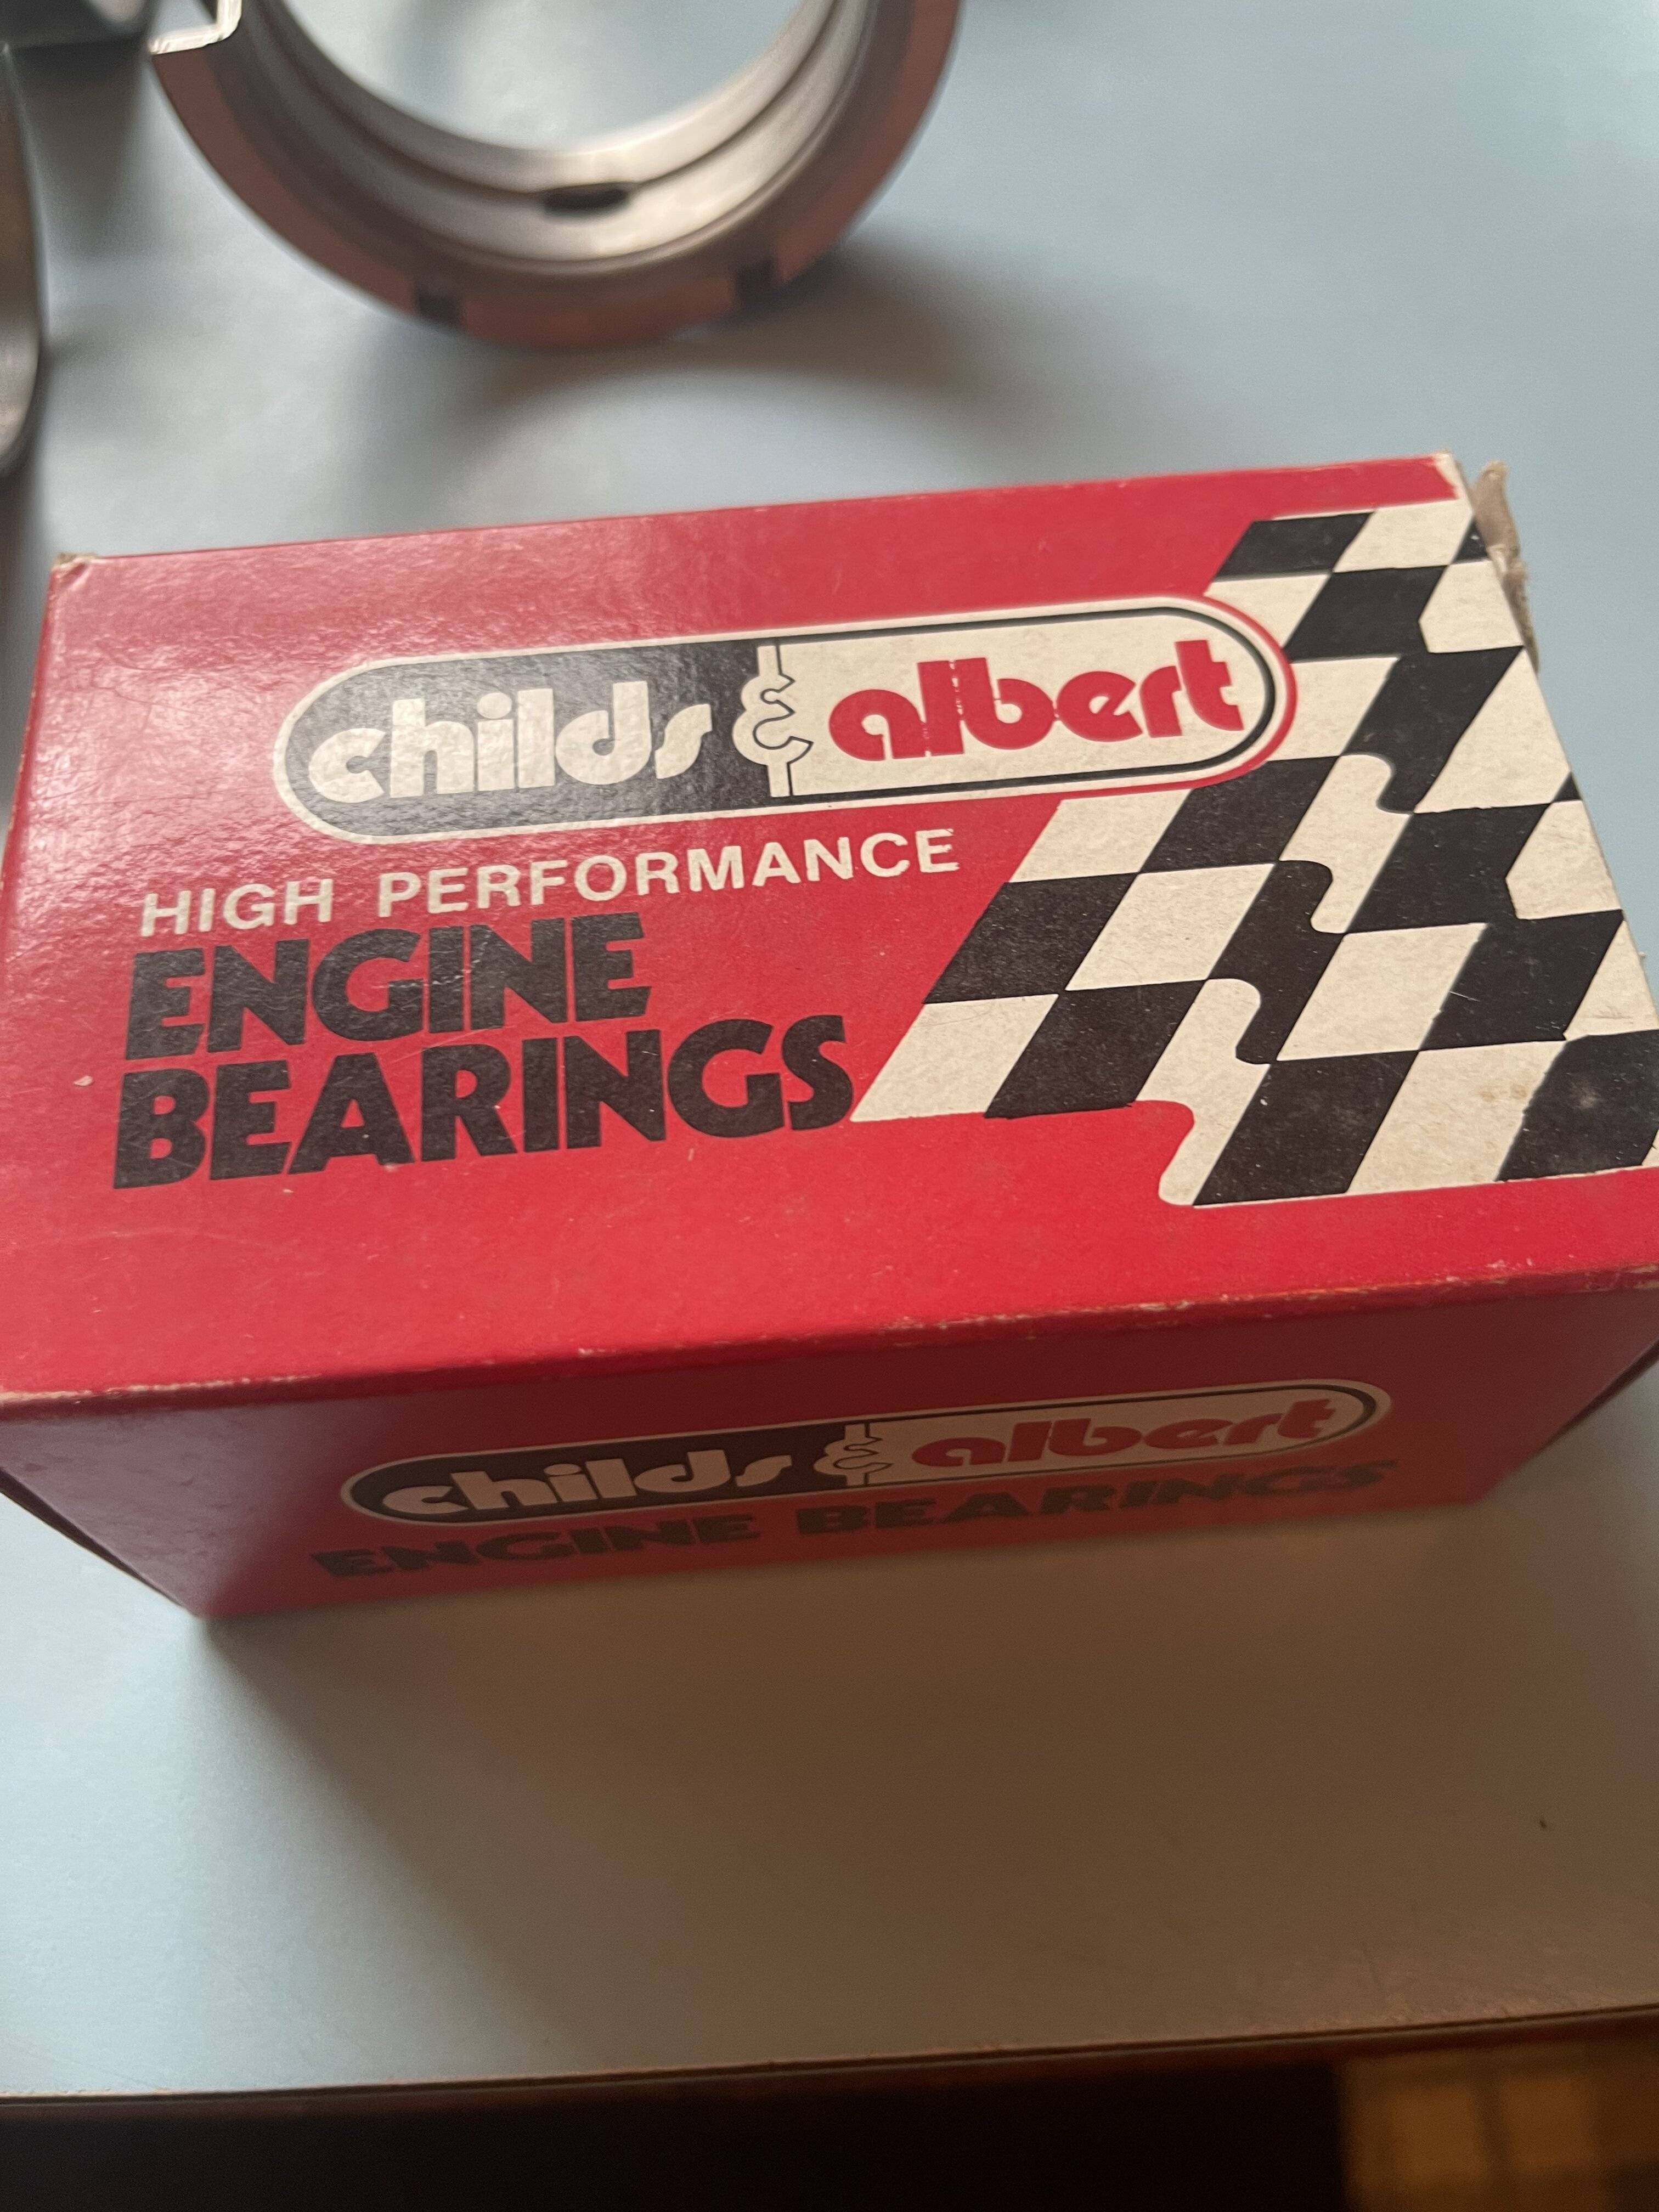 childs & albert
HIGH PERFORMANCE
ENGINE
BEARINGS
childs & albert
ENGINE BEARINGS